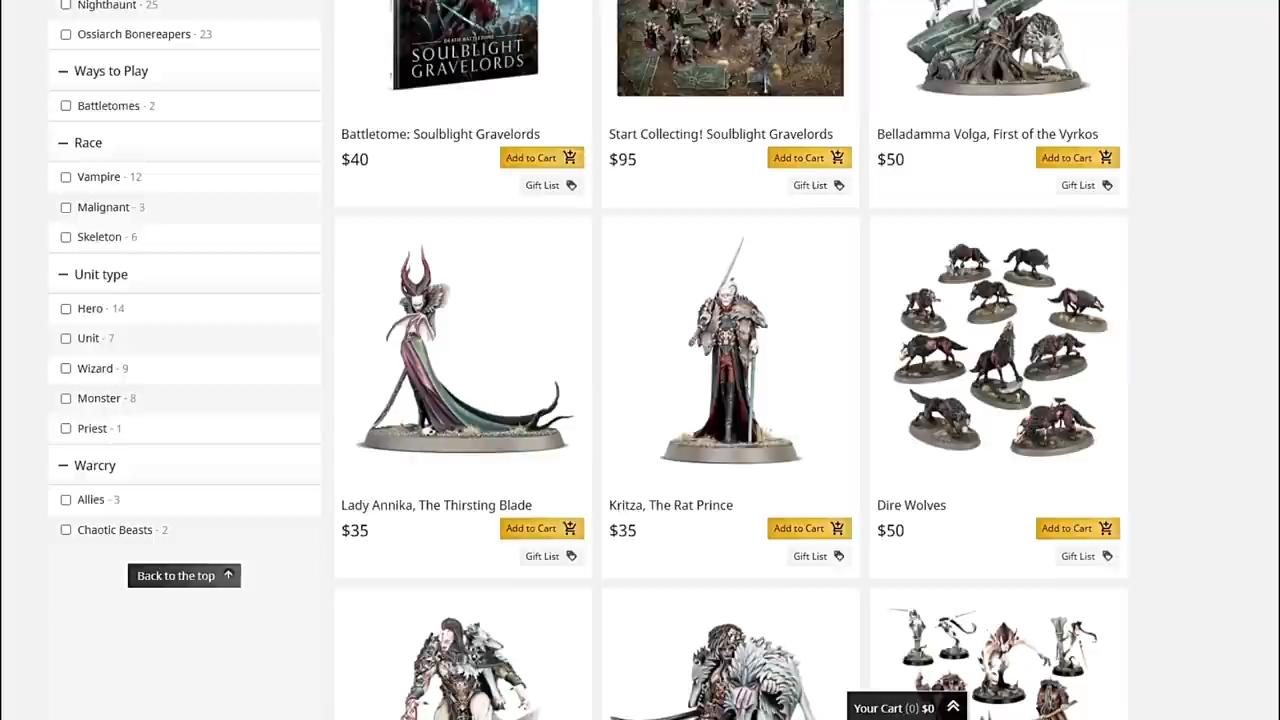 Nighthaunt - 25
Ossiarch Bonereapers - 23
Ways to Play
Battletomes - 2
Race
Vampire - 12
Malignant - 3
Skeleton - 6
Unit type
Hero - 14
Unit - 7
Wizard - 9
Monster - 8
Priest - 1
Warcry
Allies - 3
Chaotic Beasts - 2
Back to the top
DEATH BATTLETOME
SOULBLIGHT
GRAVELORDS
Battletome: Soulblight Gravelords
$40
Add to Cart
Gift List
Start Collecting! Soulblight Gravelords
$95
Add to Cart
Gift List
Belladamma Volga, First of the Vyrkos
$50
Add to Cart
Gift List
Lady Annika, The Thirsting Blade
$35
Add to Cart
Gift List
Kritza, The Rat Prince
$35
Add to Cart
Gift List
Dire Wolves
$50
Add to Cart
Gift List
Your Cart (0) $0